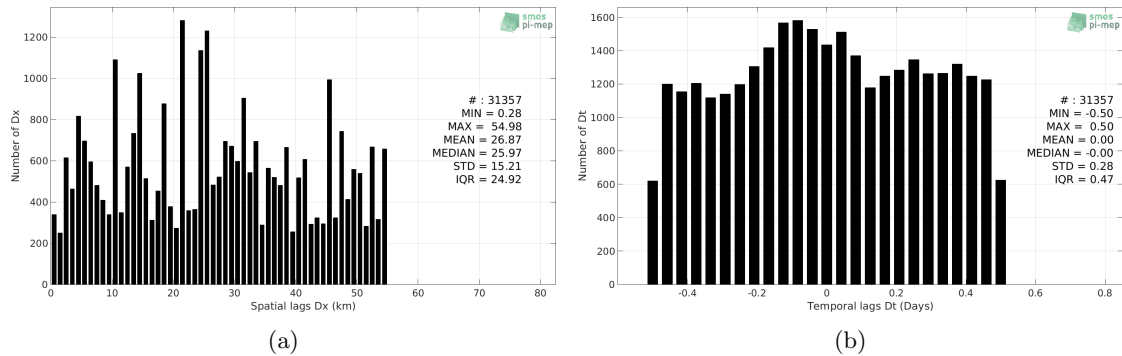 smos
pi-mep
1200
1000
800
600
400
200
0
Number of Dx
# : 31357
MIN = 0.28
MAX = 54.98
MEAN = 26.87
MEDIAN = 25.97
STD = 15.21
IQR = 24.92
0 10 20 30 40 50 60 70 80
Spatial lags Dx (km)
(a)
smos
pi-mep
1600
1400
1200
1000
800
600
400
200
0
Number of Dt
# : 31357
MIN = -0.50
MAX = 0.50
MEAN = 0.00
MEDIAN = -0.00
STD = 0.28
IQR = 0.47
-0.4 -0.2 0 0.2 0.4 0.6 0.8
Temporal lags Dt (Days)
(b)